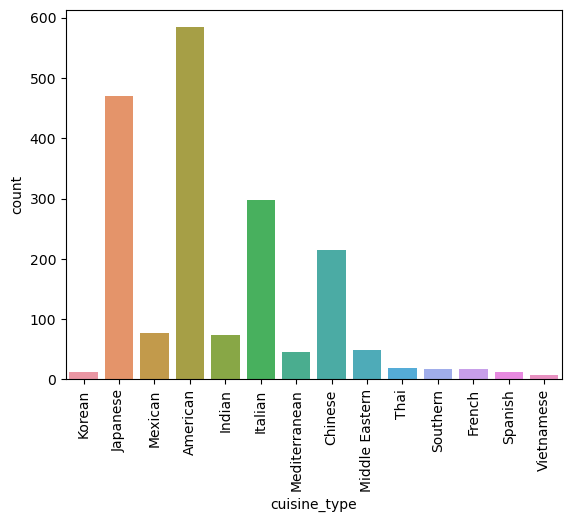 600
500
400
300
200
100
0
count
Korean
Japanese
Mexican
American
Indian
Italian
Mediterranean
Chinese
Middle Eastern
Thai
Southern
French
Spanish
Vietnamese
cuisine_type